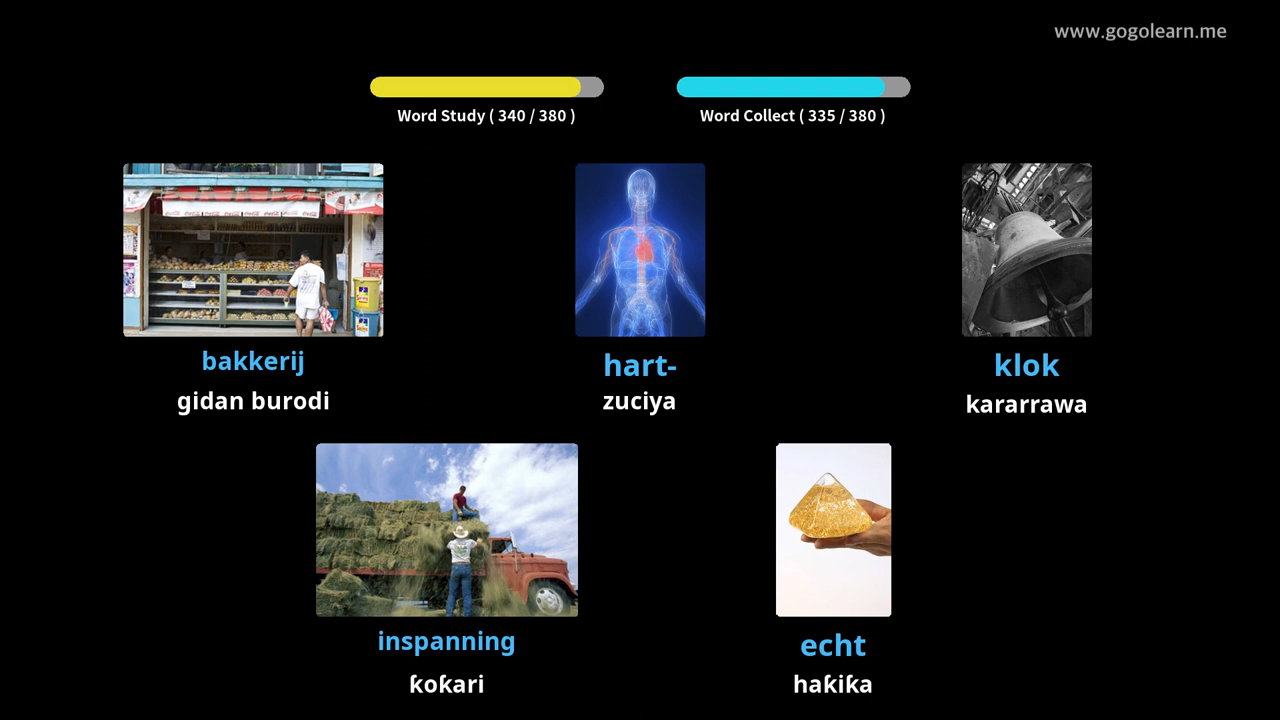 www.gogolearn.me
Word Study ( 340 / 380 )
Word Collect ( 335 / 380 )
bakkerij
hart-
klok
gidan burodi
zuciya
kararrawa
inspanning
echt
ƙoƙari
haƙiƙa